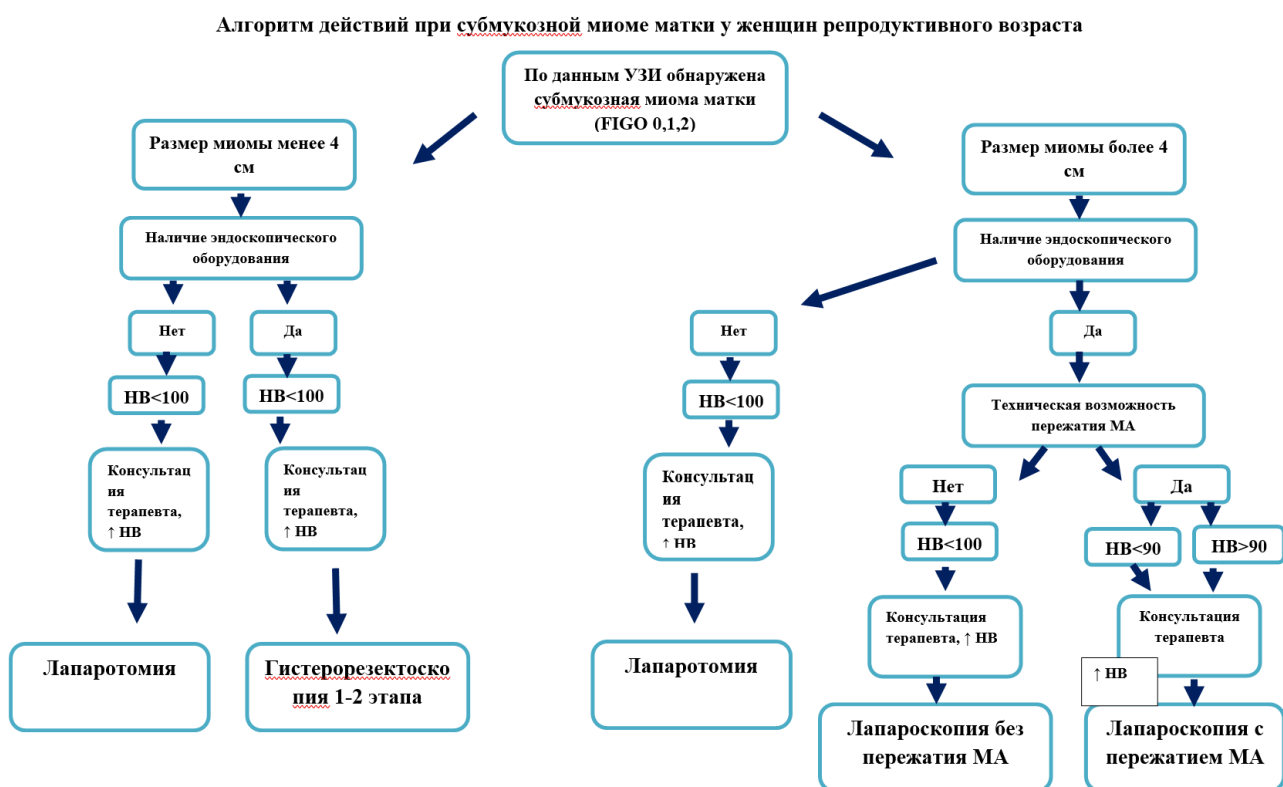 Алгоритм действий при субмукозной миоме матки у женщин репродуктивного возраста
По данным УЗИ обнаружена
субмукозная миома матки
(FIGO 0,1,2)
Размер миомы менее 4
см
Наличие эндоскопического
оборудования
Нет
Да
НВ<100
НВ<100
Консультац
ия
терапевта,
↑ НВ
Консультац
ия
терапевта,
↑ НВ
Лапаротомия
Гистерорезектоско
пия 1-2 этапа
Размер миомы более 4
см
Наличие эндоскопического
оборудования
Нет
НВ<100
Консультац
ия
терапевта,
↑ НВ
Лапаротомия
Да
Техническая возможность
пережатия МА
Нет
НВ<100
Консультация
терапевта, ↑ НВ
Лапароскопия без
пережатия МА
Да
НВ<90
НВ>90
Консультация
терапевта
↑ НВ
Лапароскопия с
пережатием МА